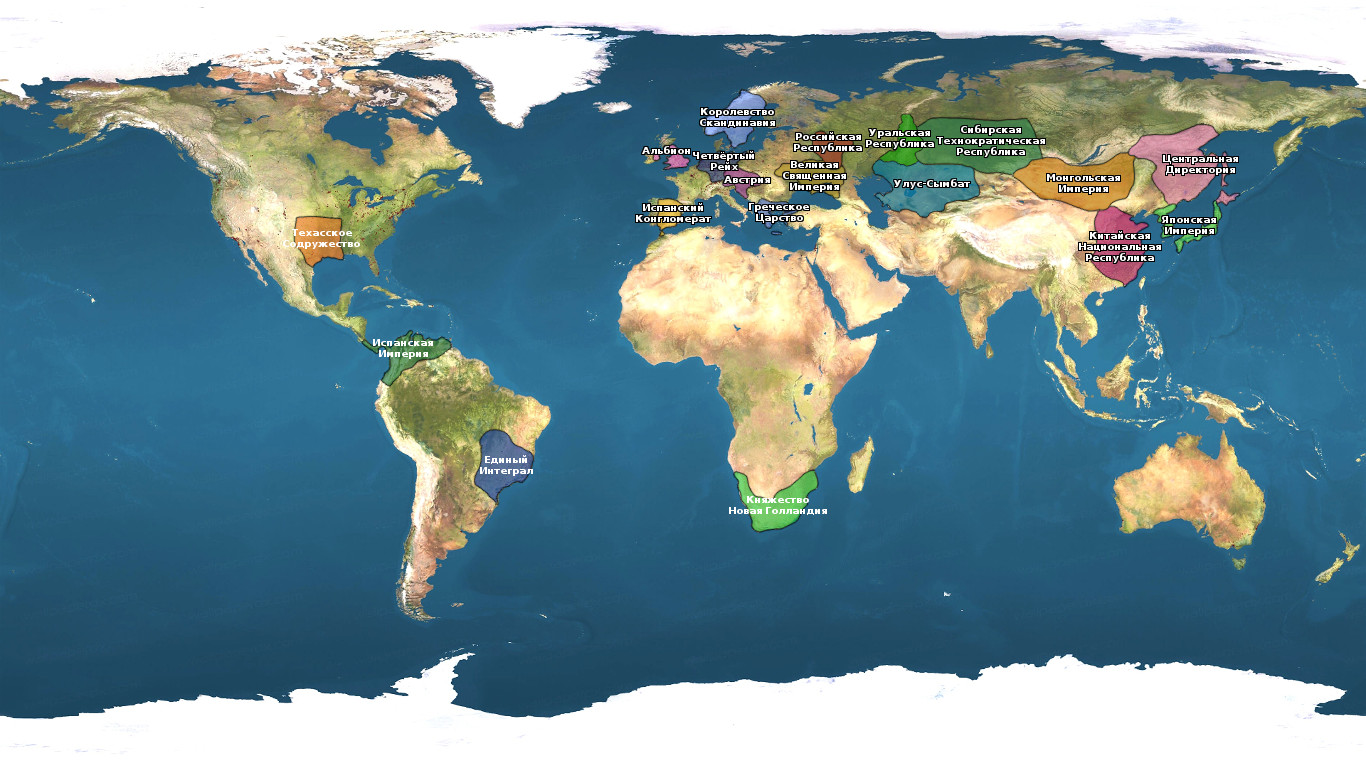 Королевство
Скандинавия
Альбион
Четвёртый
Рейх
Австрия
Российская
Республика
Уральская
Республика
Сибирская
Технократическая
Республика
Великая
Священная
Империя
Улус-Сымбат
Монгольская
Империя
Центральная
Директория
Испанский
Конгломерат
Греческое
Царство
Японская
Империя
Китайская
Национальная
Республика
Техасское
Содружество
Испанская
Империя
Единый
Интеграл
Княжество
Новая Голландия